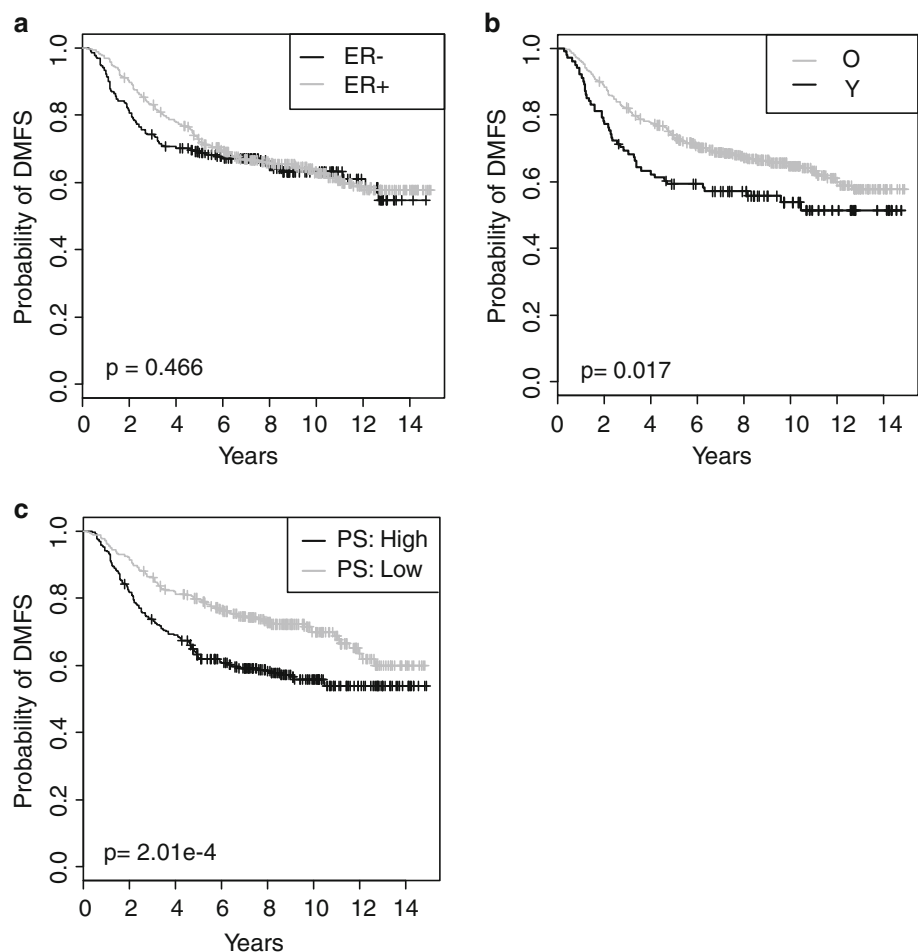 a
Probability of DMFS
1.0
0.8
0.6
0.4
0.2
0.0
ER-
ER+
p = 0.466
0 2 4 6 8 10 12 14
Years
b
Probability of DMFS
1.0
0.8
0.6
0.4
0.2
0.0
O
Y
p= 0.017
0 2 4 6 8 10 12 14
Years
c
Probability of DMFS
1.0
0.8
0.6
0.4
0.2
0.0
PS: High
PS: Low
p= 2.01e-4
0 2 4 6 8 10 12 14
Years